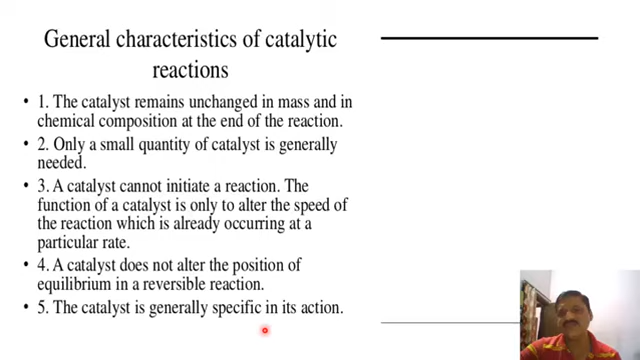 General characteristics of catalytic
reactions
• 1. The catalyst remains unchanged in mass and in
chemical composition at the end of the reaction.
• 2. Only a small quantity of catalyst is generally
needed.
• 3. A catalyst cannot initiate a reaction. The
function of a catalyst is only to alter the speed of
the reaction which is already occurring at a
particular rate.
• 4. A catalyst does not alter the position of
equilibrium in a reversible reaction.
• 5. The catalyst is generally specific in its action.